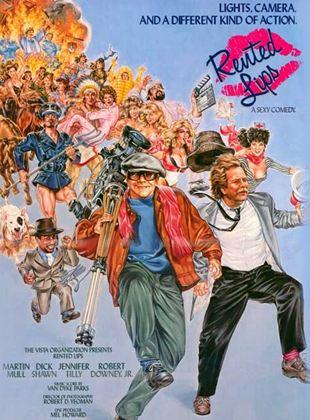 LIGHTS, CAMERA,
AND A DIFFERENT KIND OF ACTION.
Rented
Lips
A SEXY COMEDY.
THE VISTA ORGANIZATION PRESENTS
RENTED LIPS
MARTIN DICK JENNIFER ROBERT
MULL SHAWN TILLY DOWNEY, JR.
MUSIC SCORE BY
VAN DYKE PARKS
DIRECTOR OF PHOTOGRAPHY
ROBERT D. YEOMAN
LINE PRODUCER
MEL HOWARD